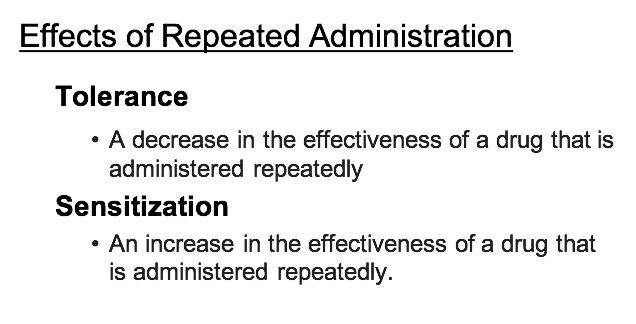 Effects of Repeated Administration
Tolerance
• A decrease in the effectiveness of a drug that is
administered repeatedly
Sensitization
• An increase in the effectiveness of a drug that
is administered repeatedly.